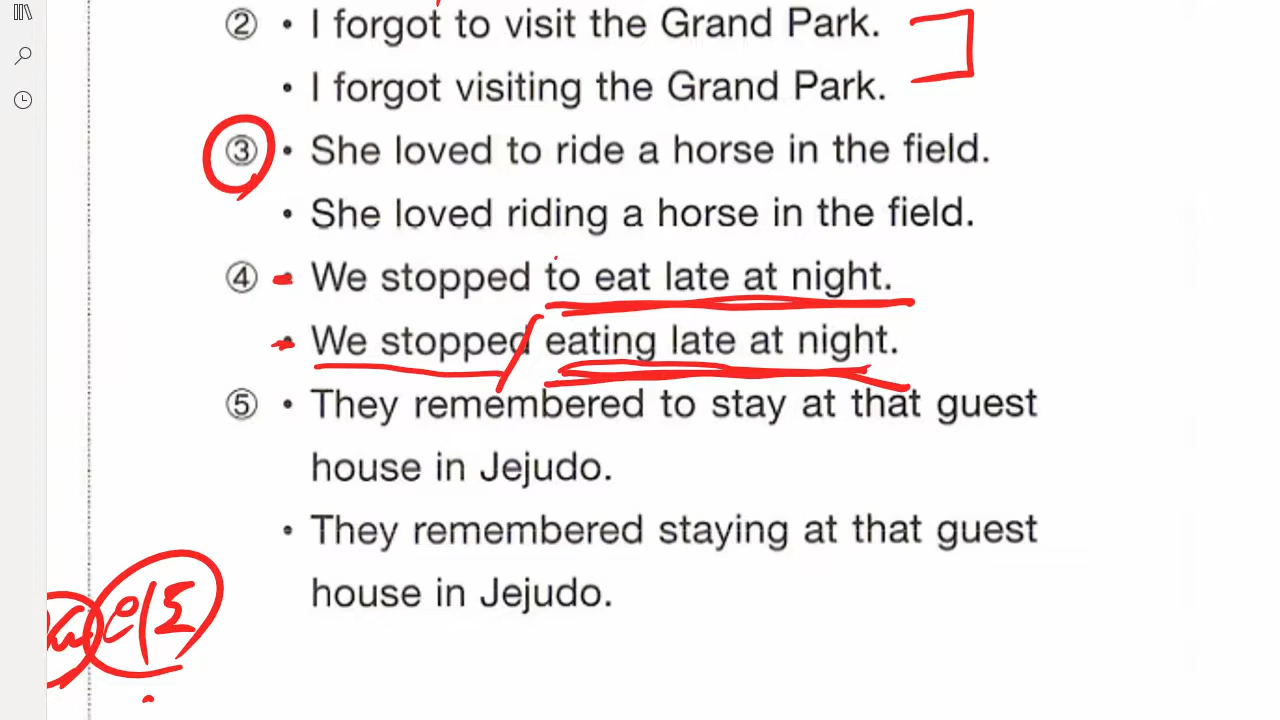 ② • I forgot to visit the Grand Park.
• I forgot visiting the Grand Park.
③ • She loved to ride a horse in the field.
• She loved riding a horse in the field.
④ • We stopped to eat late at night.
• We stopped eating late at night.
⑤ • They remembered to stay at that guest
house in Jejudo.
• They remembered staying at that guest
house in Jejudo.